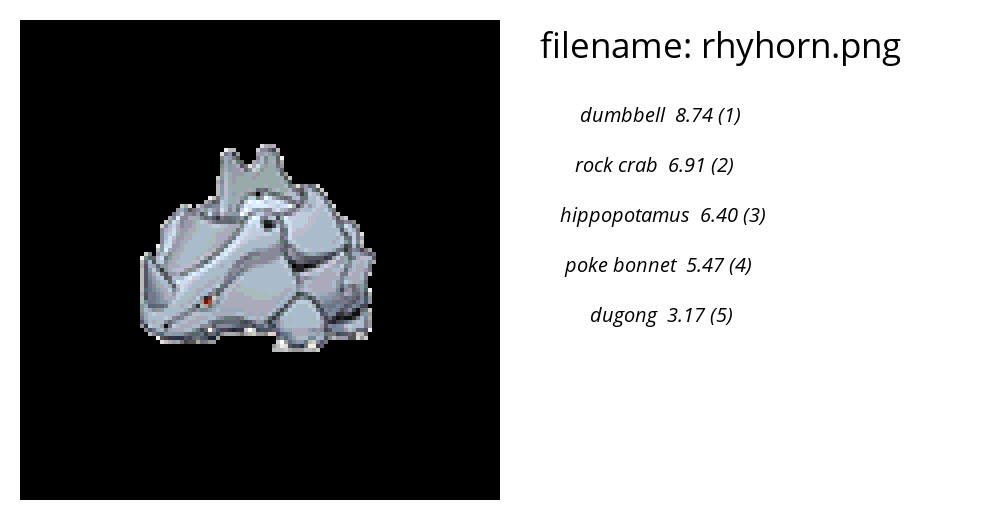 filename: rhyhorn.png
dumbbell 8.74 (1)
rock crab 6.91 (2)
hippopotamus 6.40 (3)
poke bonnet 5.47 (4)
dugong 3.17 (5)